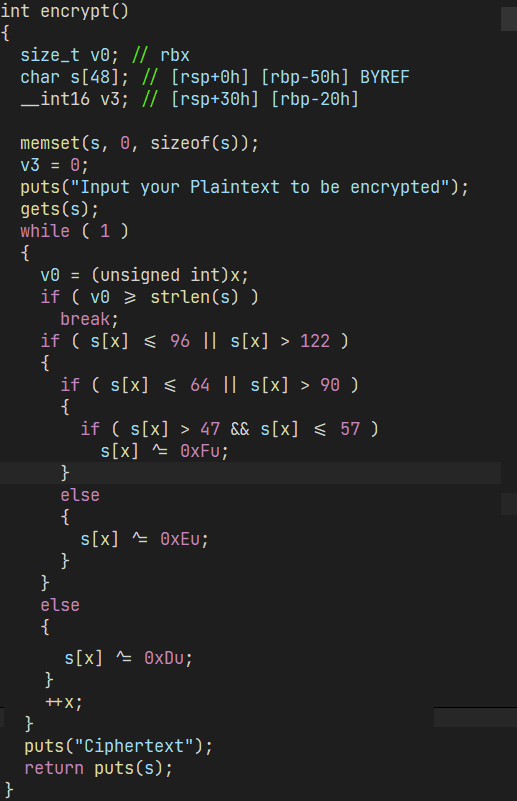 int encrypt()
{
  size_t v0; // rbx
  char s[48]; // [rsp+0h] [rbp-50h] BYREF
  __int16 v3; // [rsp+30h] [rbp-20h]

  memset(s, 0, sizeof(s));
  v3 = 0;
  puts("Input your Plaintext to be encrypted");
  gets(s);
  while ( 1 )
  {
    v0 = (unsigned int)x;
    if ( v0 >= strlen(s) )
      break;
    if ( s[x] <= 96 || s[x] > 122 )
    {
      if ( s[x] <= 64 || s[x] > 90 )
      {
        if ( s[x] > 47 && s[x] <= 57 )
          s[x] ^= 0xFu;
      }
      else
      {
        s[x] ^= 0xEu;
      }
    }
    else
    {
      s[x] ^= 0xDu;
    }
    ++x;
  }
  puts("Ciphertext");
  return puts(s);
}